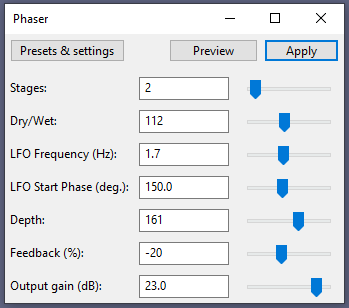 Phaser
Presets & settings Preview Apply
Stages: 2
Dry/Wet: 112
LFO Frequency (Hz): 1.7
LFO Start Phase (deg.): 150.0
Depth: 161
Feedback (%): -20
Output gain (dB): 23.0